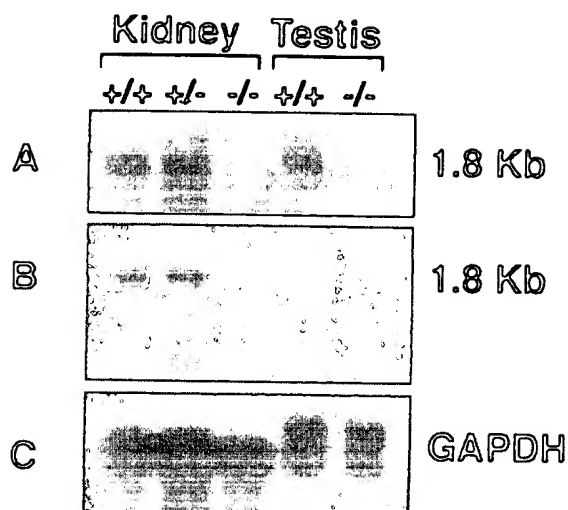 Kidney Testis
+/+ +/- -/- +/+ -/-
A 1.8 Kb
B 1.8 Kb
C GAPDH